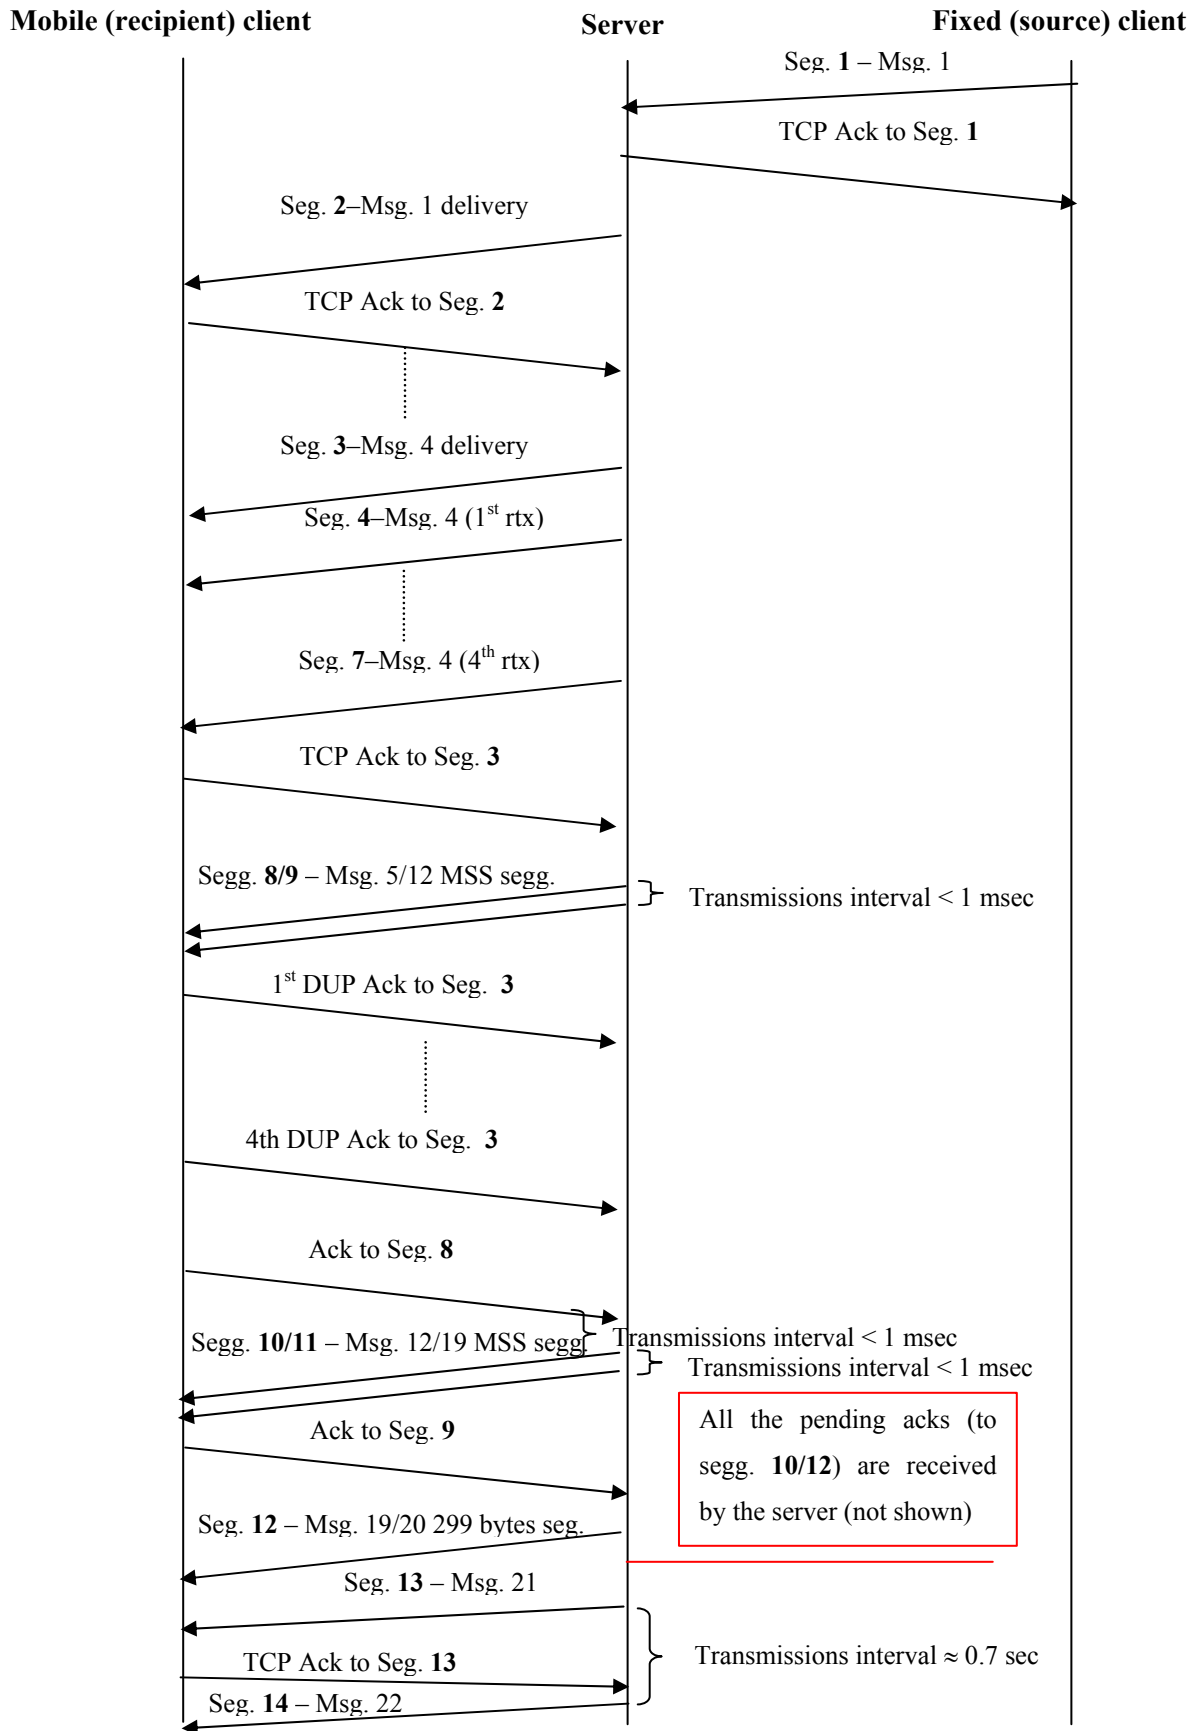 Mobile (recipient) client
Server
Fixed (source) client
Seg. 1 – Msg. 1
TCP Ack to Seg. 1
Seg. 2–Msg. 1 delivery
TCP Ack to Seg. 2
Seg. 3–Msg. 4 delivery
Seg. 4–Msg. 4 (1st rtx)
Seg. 7–Msg. 4 (4th rtx)
TCP Ack to Seg. 3
Segg. 8/9 – Msg. 5/12 MSS segg.
Transmissions interval < 1 msec
1st DUP Ack to Seg. 3
4th DUP Ack to Seg. 3
Ack to Seg. 8
Segg. 10/11 – Msg. 12/19 MSS segg.
Transmissions interval < 1 msec
Transmissions interval < 1 msec
All the pending acks (to
segg. 10/12) are received
by the server (not shown)
Ack to Seg. 9
Seg. 12 – Msg. 19/20 299 bytes seg.
Seg. 13 – Msg. 21
Transmissions interval ≈ 0.7 sec
TCP Ack to Seg. 13
Seg. 14 – Msg. 22